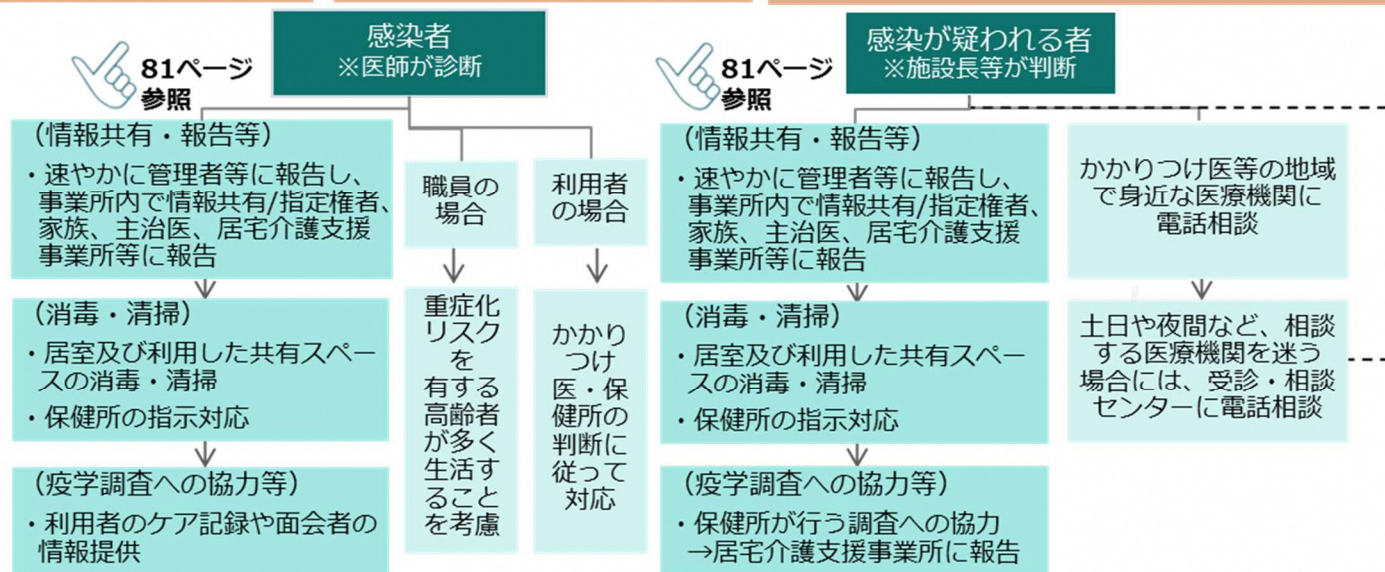 感染者
※医師が診断
81ページ
参照
（情報共有・報告等）
・速やかに管理者等に報告し、
事業所内で情報共有/指定権者、
家族、主治医、居宅介護支援
事業所等に報告
（消毒・清掃）
・居室及び利用した共有スペー
スの消毒・清掃
・保健所の指示対応
（疫学調査への協力等）
・利用者のケア記録や面会者の
情報提供
職員の
場合
重症化
リスク
を
有する
高齢者
が多く
生活す
ること
を考慮
利用者
の場合
かかり
つけ
医・保
健所の
判断に
従って
対応
感染が疑われる者
※施設長等が判断
81ページ
参照
（情報共有・報告等）
・速やかに管理者等に報告し、
事業所内で情報共有/指定権者、
家族、主治医、居宅介護支援
事業所等に報告
（消毒・清掃）
・居室及び利用した共有スペー
スの消毒・清掃
・保健所の指示対応
（疫学調査への協力等）
・保健所が行う調査への協力
→居宅介護支援事業所に報告
かかりつけ医等の地域
で身近な医療機関に
電話相談
土日や夜間など、相談
する医療機関を迷う
場合には、受診・相談
センターに電話相談